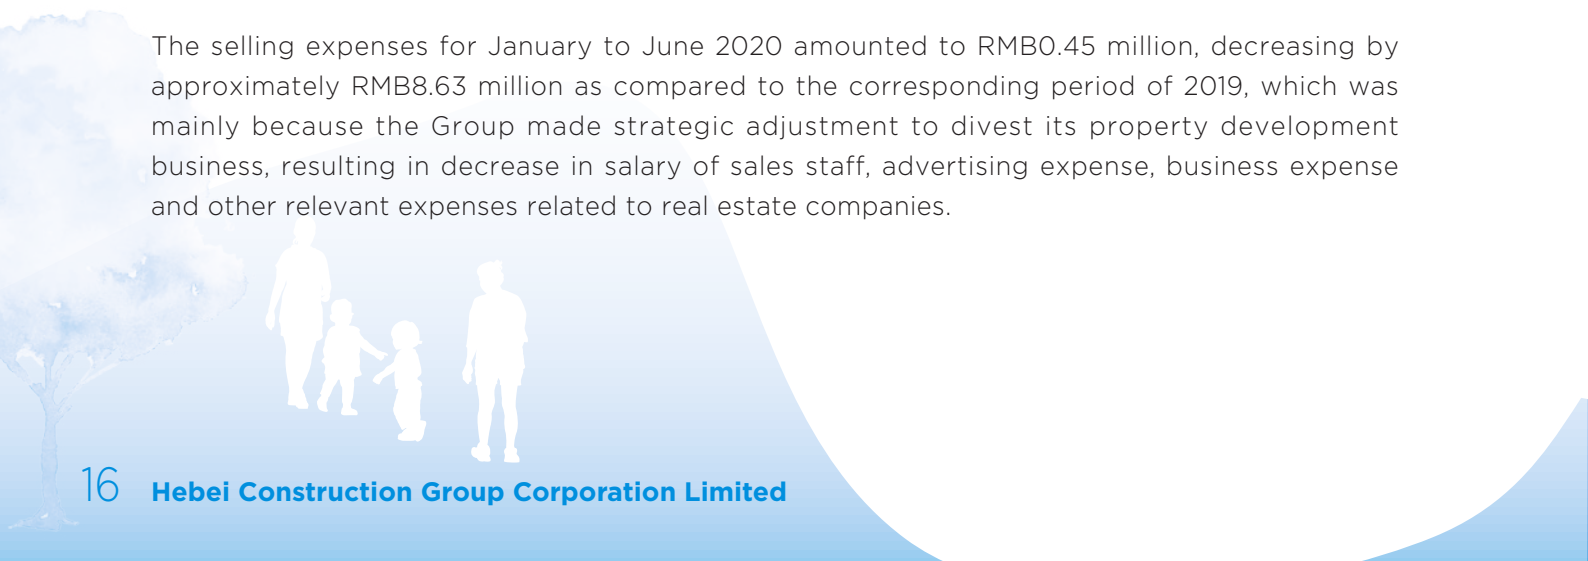 The selling expenses for January to June 2020 amounted to RMB0.45 million, decreasing by
approximately RMB8.63 million as compared to the corresponding period of 2019, which was
mainly because the Group made strategic adjustment to divest its property development
business, resulting in decrease in salary of sales staff, advertising expense, business expense
and other relevant expenses related to real estate companies.
16 Hebei Construction Group Corporation Limited